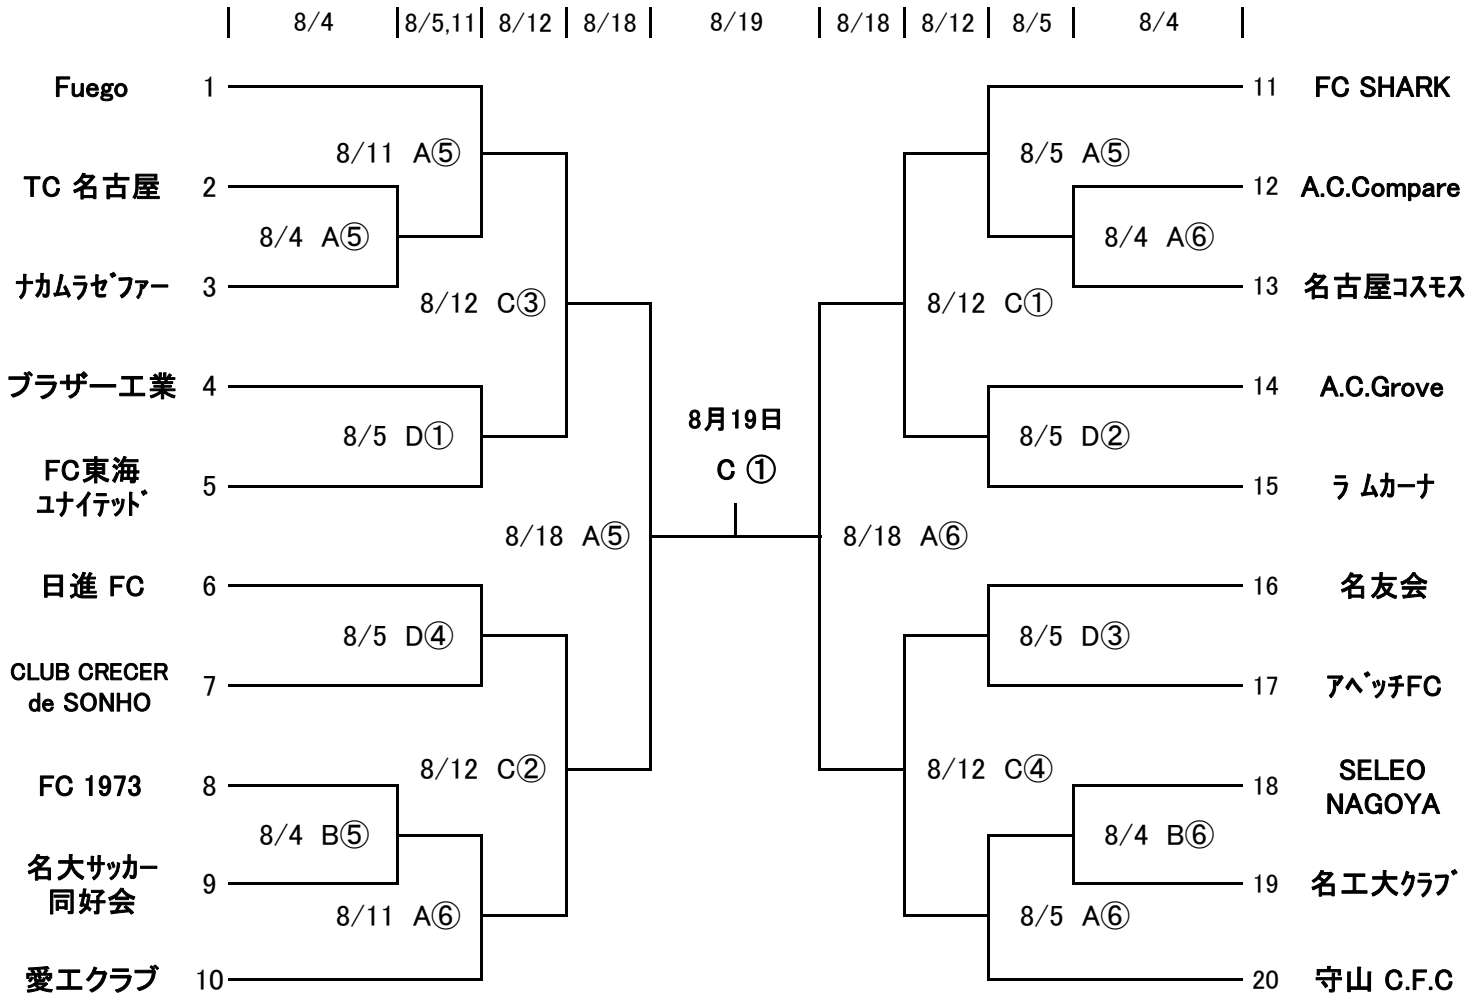 8/4 8/5,11 8/12 8/18 8/19 8/18 8/12 8/5 8/4
Fuego 1
11 FC SHARK
8/11 A⑤
8/5 A⑤
TC 名古屋 2
12 A.C.Compare
8/4 A⑤
8/4 A⑥
ナカムラゼファー 3
13 名古屋コスモス
8/12 C③
8/12 C①
ブラザー工業 4
14 A.C.Grove
8月19日
8/5 D①
8/5 D②
C ①
FC東海
ユナイテッド
5
15 ラ ムカーナ
8/18 A⑤
8/18 A⑥
日進 FC 6
16 名友会
8/5 D④
8/5 D③
CLUB CRECER
de SONHO
7
17 アベッチFC
8/12 C②
8/12 C④
FC 1973 8
18
SELEO
NAGOYA
8/4 B⑤
8/4 B⑥
名大サッカー
同好会
9
19 名工大クラブ
8/11 A⑥
8/5 A⑥
愛工クラブ 10
20 守山 C.F.C